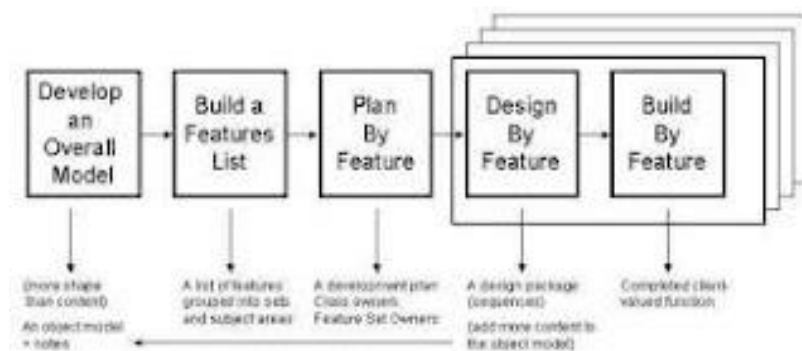 Develop
an
Overall
Model
Build a
Features
List
Plan
By
Feature
Design
By
Feature
Build
By
Feature
(more shape
than content)
An object model
+ notes
A list of features
grouped into sets
and subject areas
A development plan
Class owners
Feature Set Owners
A design package
(sequences)
(add more content to
the object model)
Completed client-
valued function